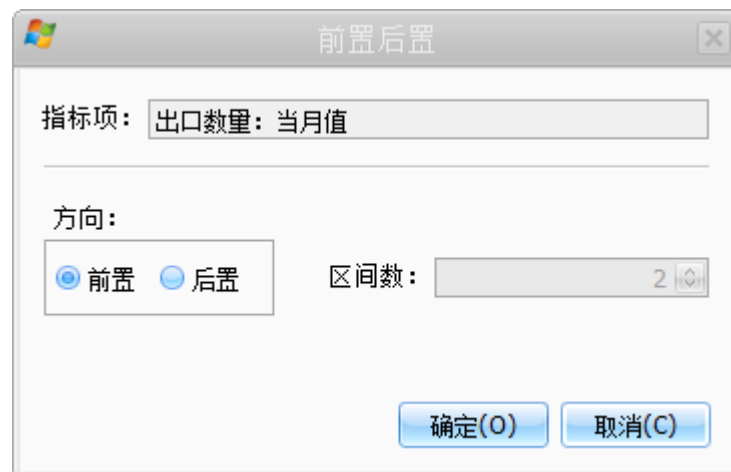 前置后置
指标项： 出口数量：当月值
方向：
前置 后置 区间数： 2
确定(O) 取消(C)